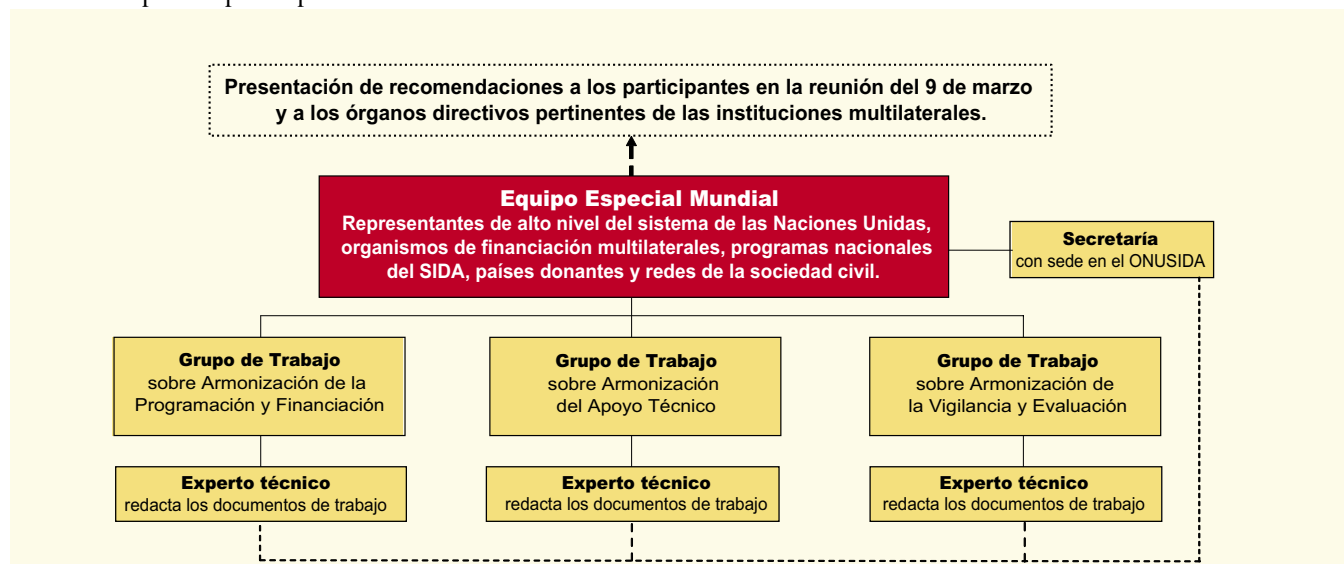 Presentación de recomendaciones a los participantes en la reunión del 9 de marzo
y a los órganos directivos pertinentes de las instituciones multilaterales.
Equipo Especial Mundial
Representantes de alto nivel del sistema de las Naciones Unidas,
organismos de financiación multilaterales, programas nacionales
del SIDA, países donantes y redes de la sociedad civil.
Secretaría
con sede en el ONUSIDA
Grupo de Trabajo
sobre Armonización de la
Programación y Financiación
Grupo de Trabajo
sobre Armonización
del Apoyo Técnico
Grupo de Trabajo
sobre Armonización de
la Vigilancia y Evaluación
Experto técnico
redacta los documentos de trabajo
Experto técnico
redacta los documentos de trabajo
Experto técnico
redacta los documentos de trabajo